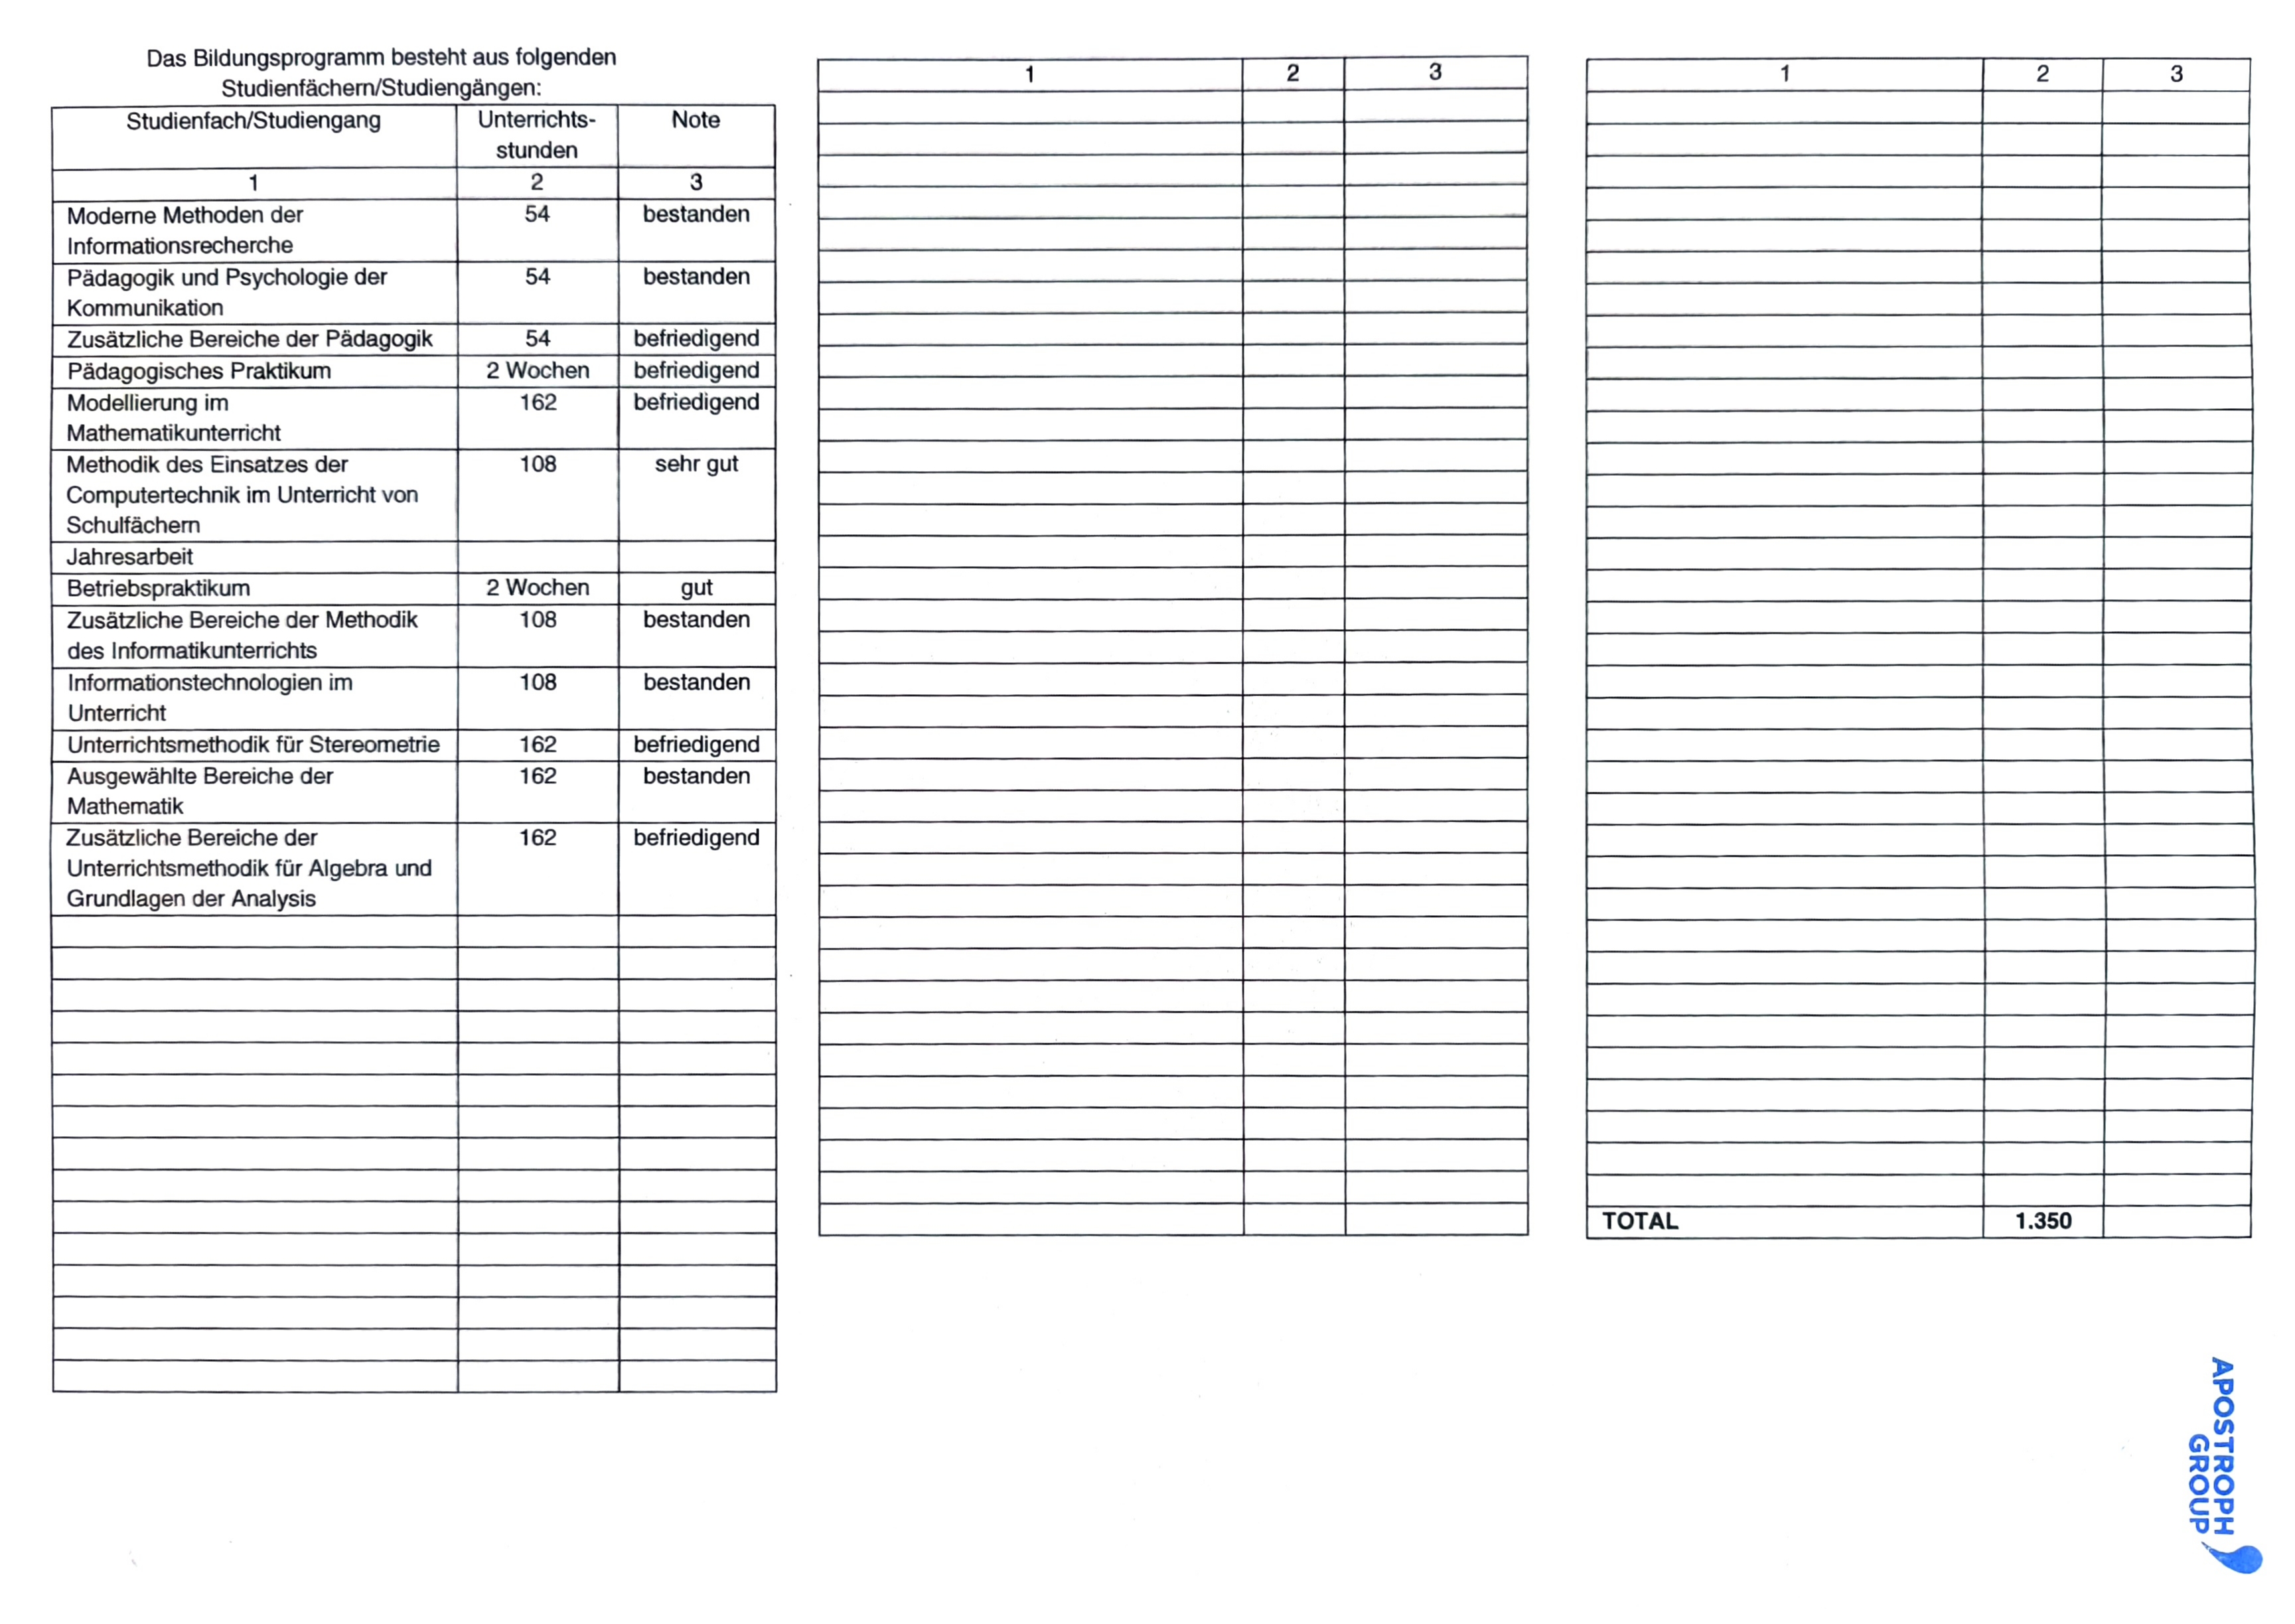 Das Bildungsprogramm besteht aus folgenden
Studienfächern/Studiengängen:
Studienfach/Studiengang Unterrichts- Note
stunden
1 2 3
Moderne Methoden der 54 bestanden
Informationsrecherche
Pädagogik und Psychologie der 54 bestanden
Kommunikation
Zusätzliche Bereiche der Pädagogik 54 befriedigend
Pädagogisches Praktikum 2 Wochen befriedigend
Modellierung im 162 befriedigend
Mathematikunterricht
Methodik des Einsatzes der 108 sehr gut
Computertechnik im Unterricht von
Schulfächern
Jahresarbeit
Betriebspraktikum 2 Wochen gut
Zusätzliche Bereiche der Methodik 108 bestanden
des Informatikunterrichts
Informationstechnologien im 108 bestanden
Unterricht
Unterrichtsmethodik für Stereometrie 162 befriedigend
Ausgewählte Bereiche der 162 bestanden
Mathematik
Zusätzliche Bereiche der 162 befriedigend
Unterrichtsmethodik für Algebra und
Grundlagen der Analysis
1 2 3
1 2 3
TOTAL 1.350
APOSTROPH
GROUP